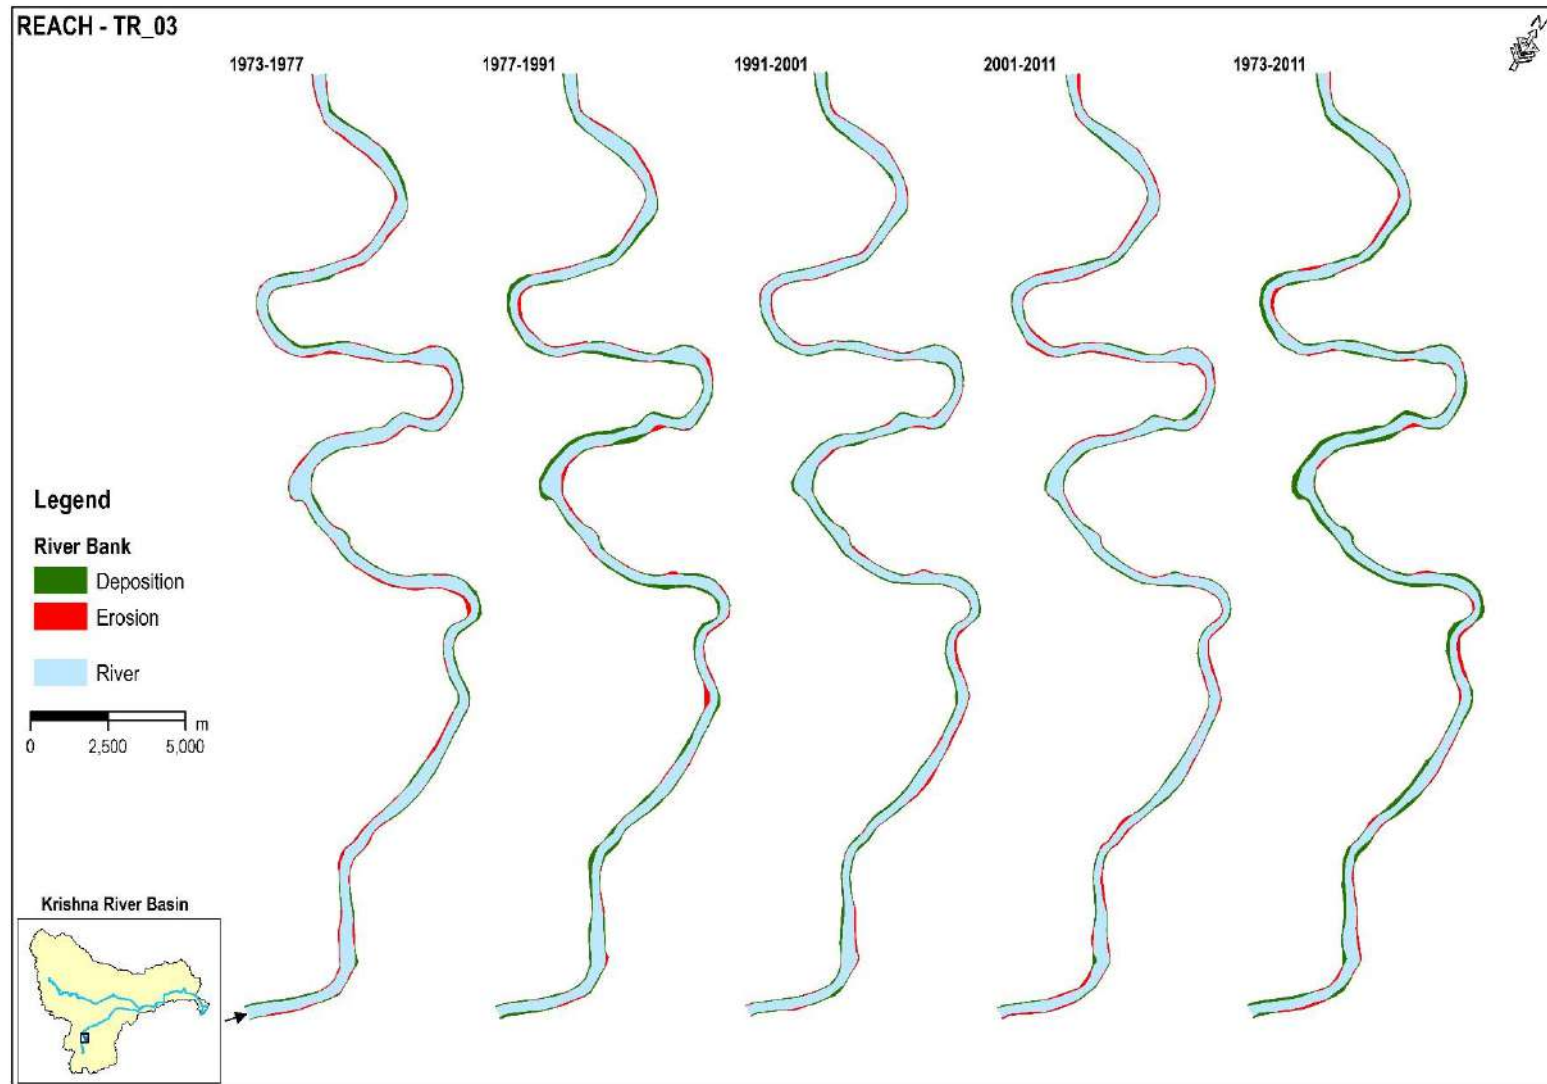 REACH - TR_03
1973-1977
1977-1991
1991-2001
2001-2011
1973-2011
N
Legend
River Bank
Deposition
Erosion
River
m
0 2,500 5,000
Krishna River Basin